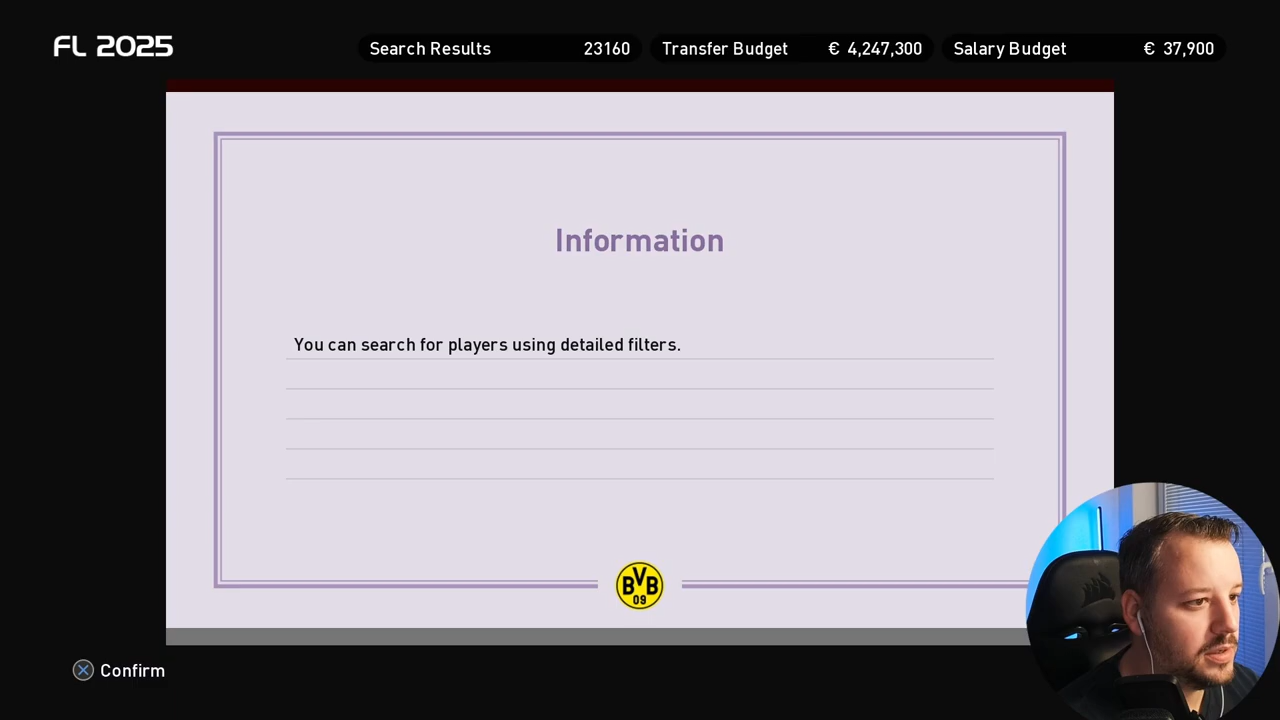 FL 2025
Search Results 23160
Transfer Budget € 4,247,300
Salary Budget € 37,900
Information
You can search for players using detailed filters.
BVB
09
Confirm